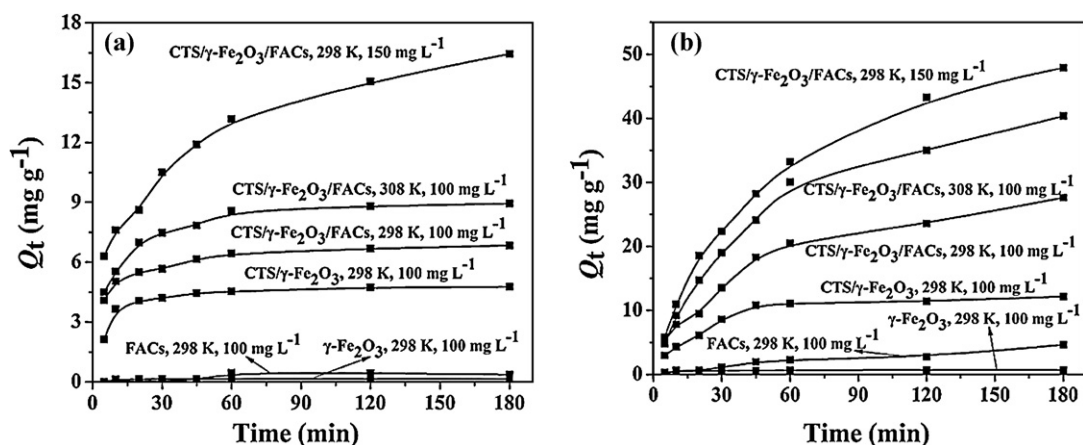 (a)
CTS/γ-Fe2O3/FACs, 298 K, 150 mg L-1
CTS/γ-Fe2O3/FACs, 308 K, 100 mg L-1
CTS/γ-Fe2O3/FACs, 298 K, 100 mg L-1
CTS/γ-Fe2O3, 298 K, 100 mg L-1
FACs, 298 K, 100 mg L-1
γ-Fe2O3, 298 K, 100 mg L-1
Qt (mg g-1)
18
15
12
9
6
3
0
0 30 60 90 120 150 180
Time (min)
(b)
CTS/γ-Fe2O3/FACs, 298 K, 150 mg L-1
CTS/γ-Fe2O3/FACs, 308 K, 100 mg L-1
CTS/γ-Fe2O3/FACs, 298 K, 100 mg L-1
CTS/γ-Fe2O3, 298 K, 100 mg L-1
γ-Fe2O3, 298 K, 100 mg L-1
FACs, 298 K, 100 mg L-1
Qt (mg g-1)
50
40
30
20
10
0
0 30 60 90 120 150 180
Time (min)